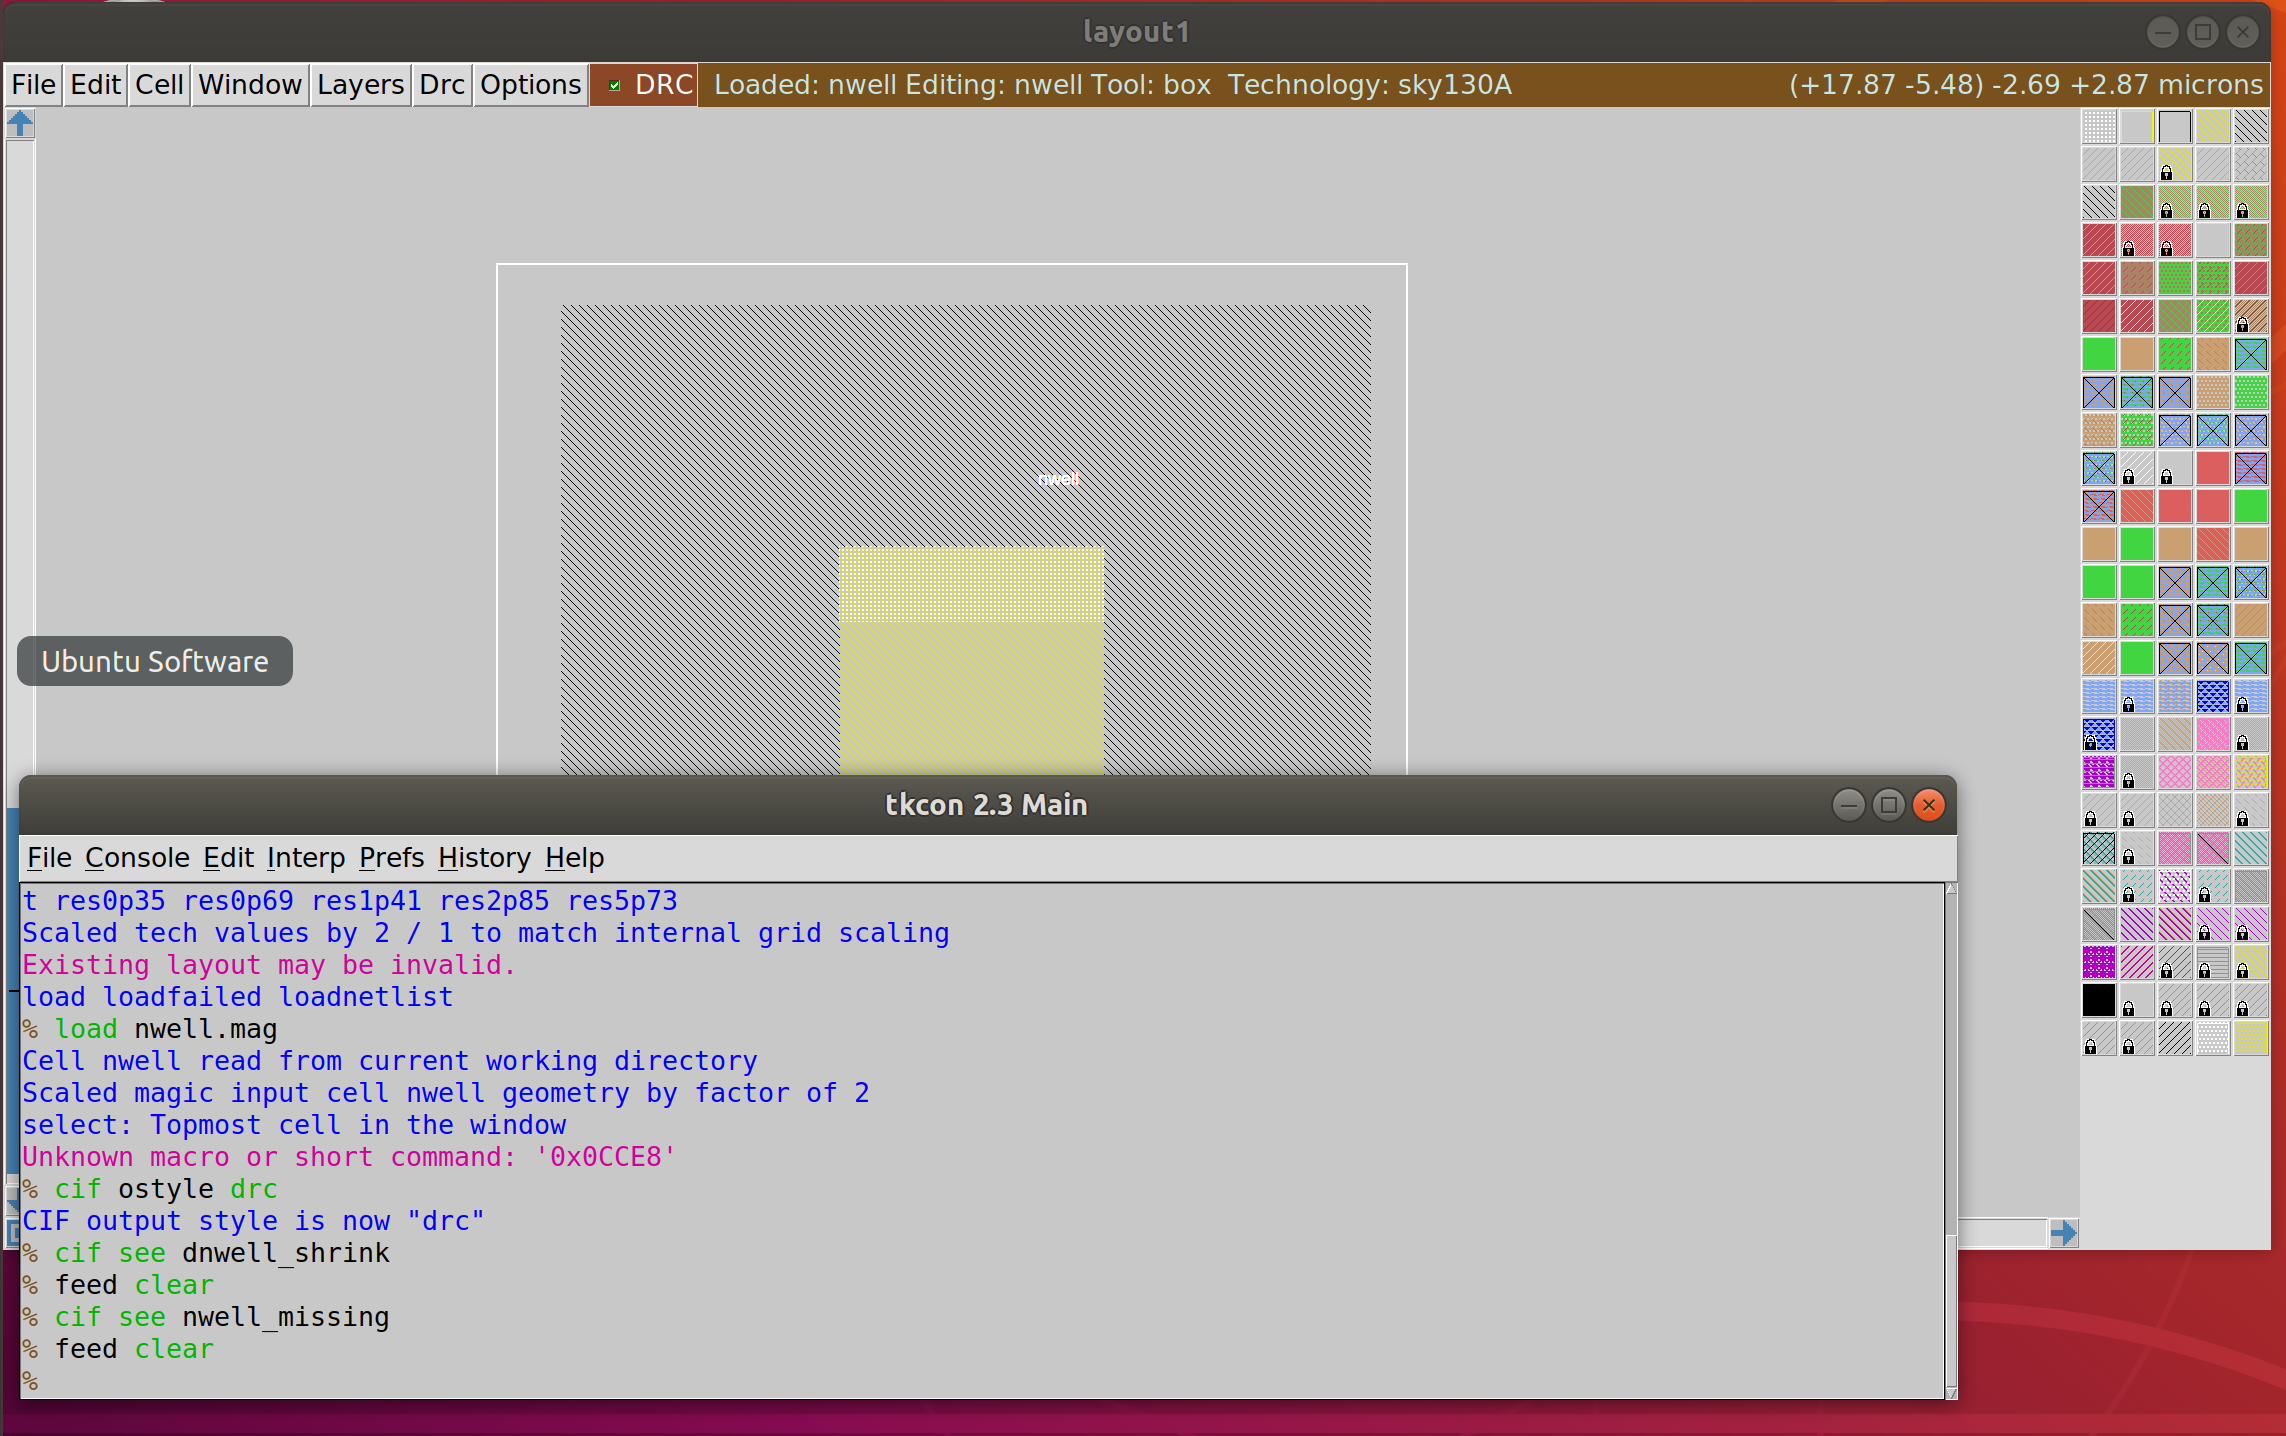 layout1
File Edit Cell Window Layers Drc Options DRC Loaded: nwell Editing: nwell Tool: box Technology: sky130A (+17.87 -5.48) -2.69 +2.87 microns
nwell
Ubuntu Software
tkcon 2.3 Main
File Console Edit Interp Prefs History Help
t res0p35 res0p69 res1p41 res2p85 res5p73
Scaled tech values by 2 / 1 to match internal grid scaling
Existing layout may be invalid.
load loadfailed loadnetlist
% load nwell.mag
Cell nwell read from current working directory
Scaled magic input cell nwell geometry by factor of 2
select: Topmost cell in the window
Unknown macro or short command: '0x0CCE8'
% cif ostyle drc
CIF output style is now "drc"
% cif see dnwell_shrink
% feed clear
% cif see nwell_missing
% feed clear
%